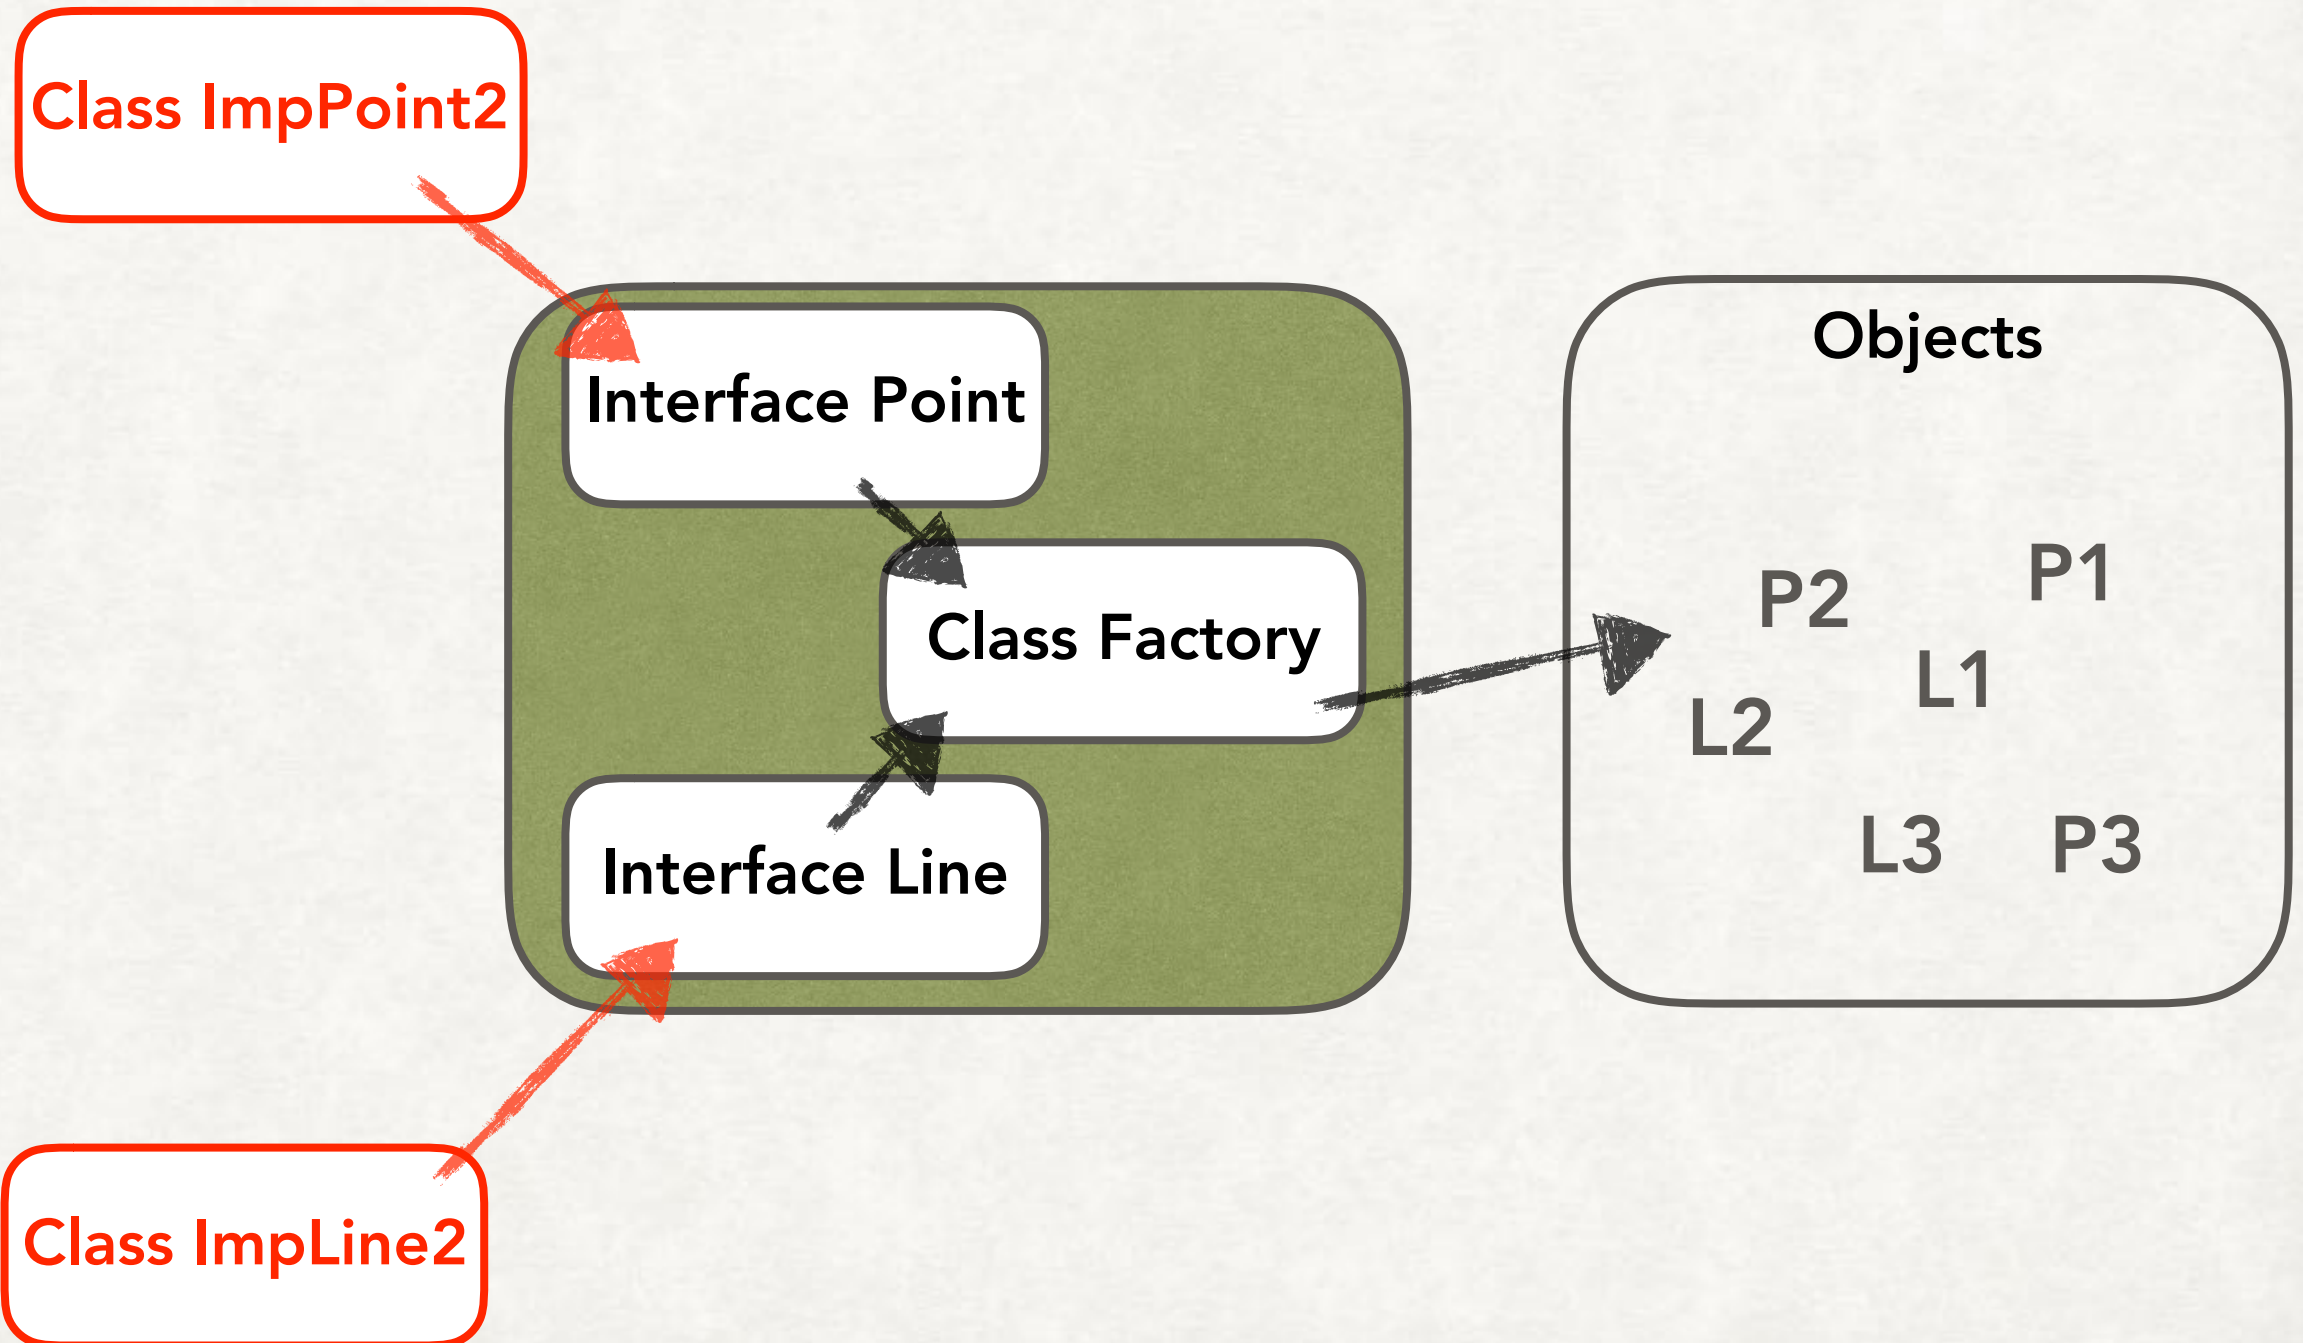 Class ImpPoint2
Objects
Interface Point
P1
P2
Class Factory
L1
L2
L3
P3
Interface Line
Class ImpLine2